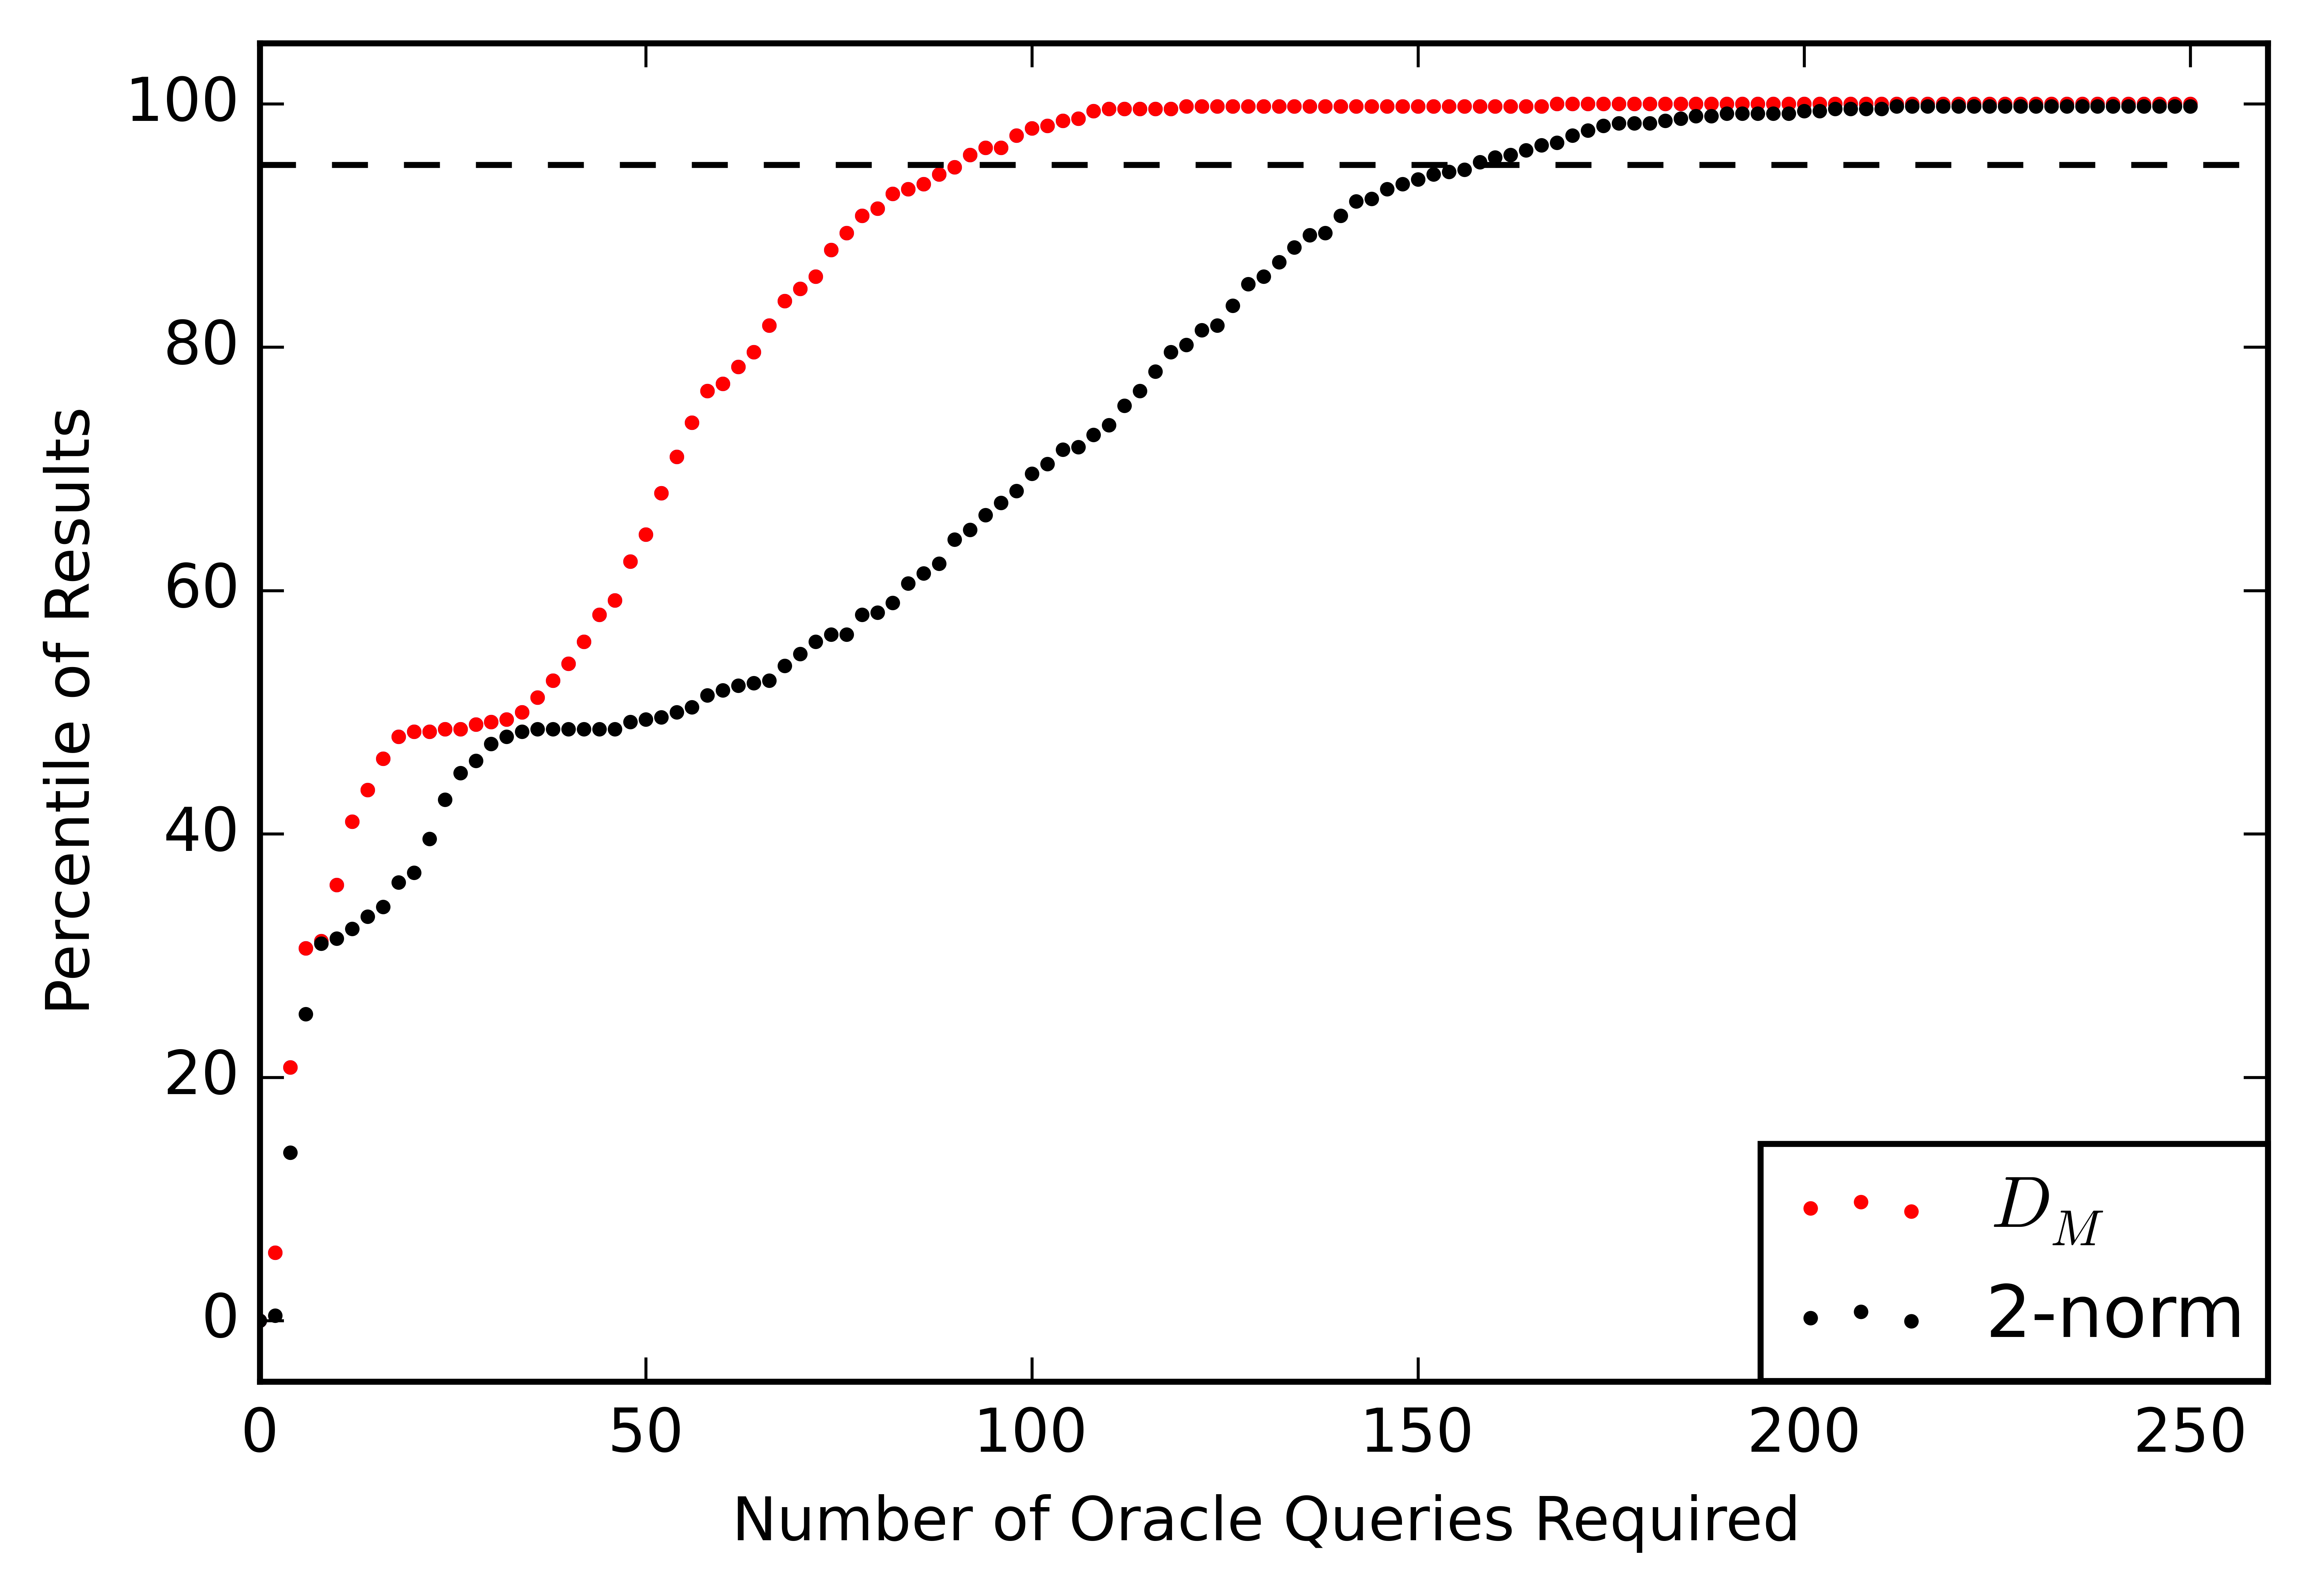 100
80
60
40
20
0
Percentile of Results
0 50 100 150 200 250
Number of Oracle Queries Required
D_M
2-norm